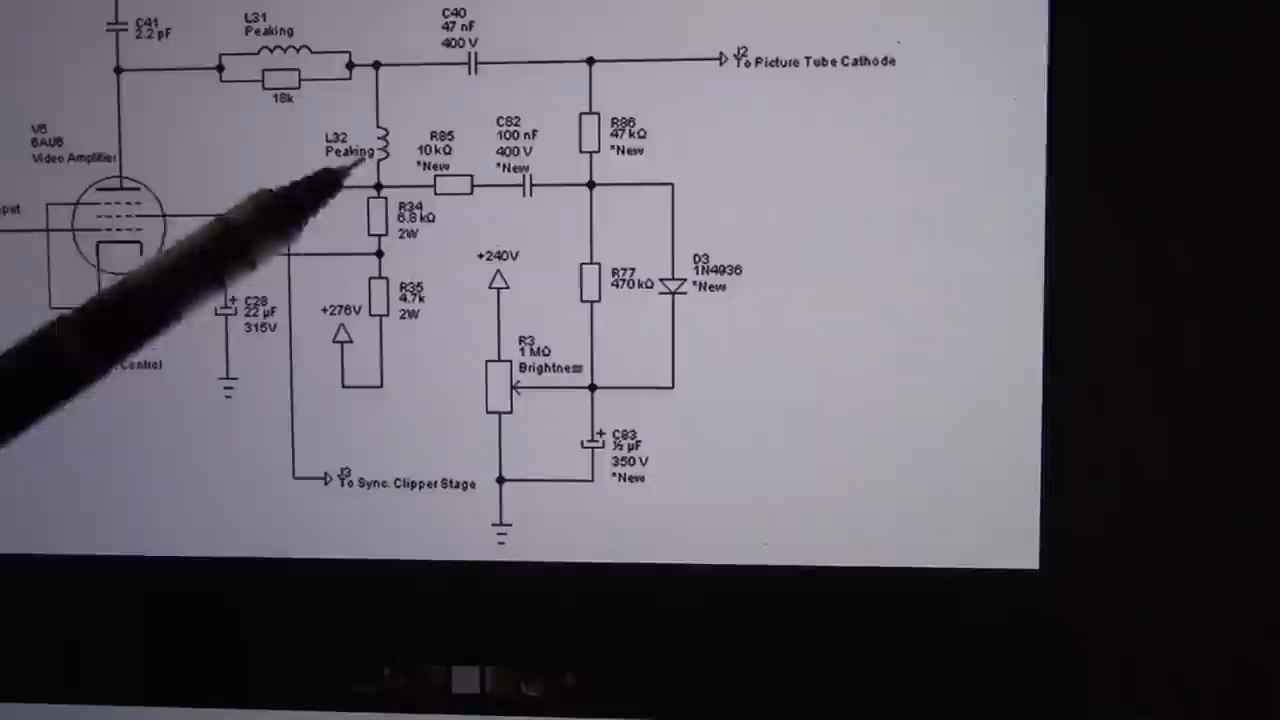 C41
2.2 pF
L31
Peaking
18k
C40
47 nF
400 V
J2
To Picture Tube Cathode
V5
6AU6
Video Amplifier
L32
Peaking
R85
10 kΩ
*New
C82
100 nF
400 V
*New
R86
47 kΩ
*New
R34
6.8 kΩ
2W
R35
4.7k
2W
+276V
C28
22 µF
315V
+240V
R3
1 MΩ
Brightness
R77
470 kΩ
D3
1N4936
*New
C83
½ µF
350 V
*New
J3
To Sync. Clipper Stage